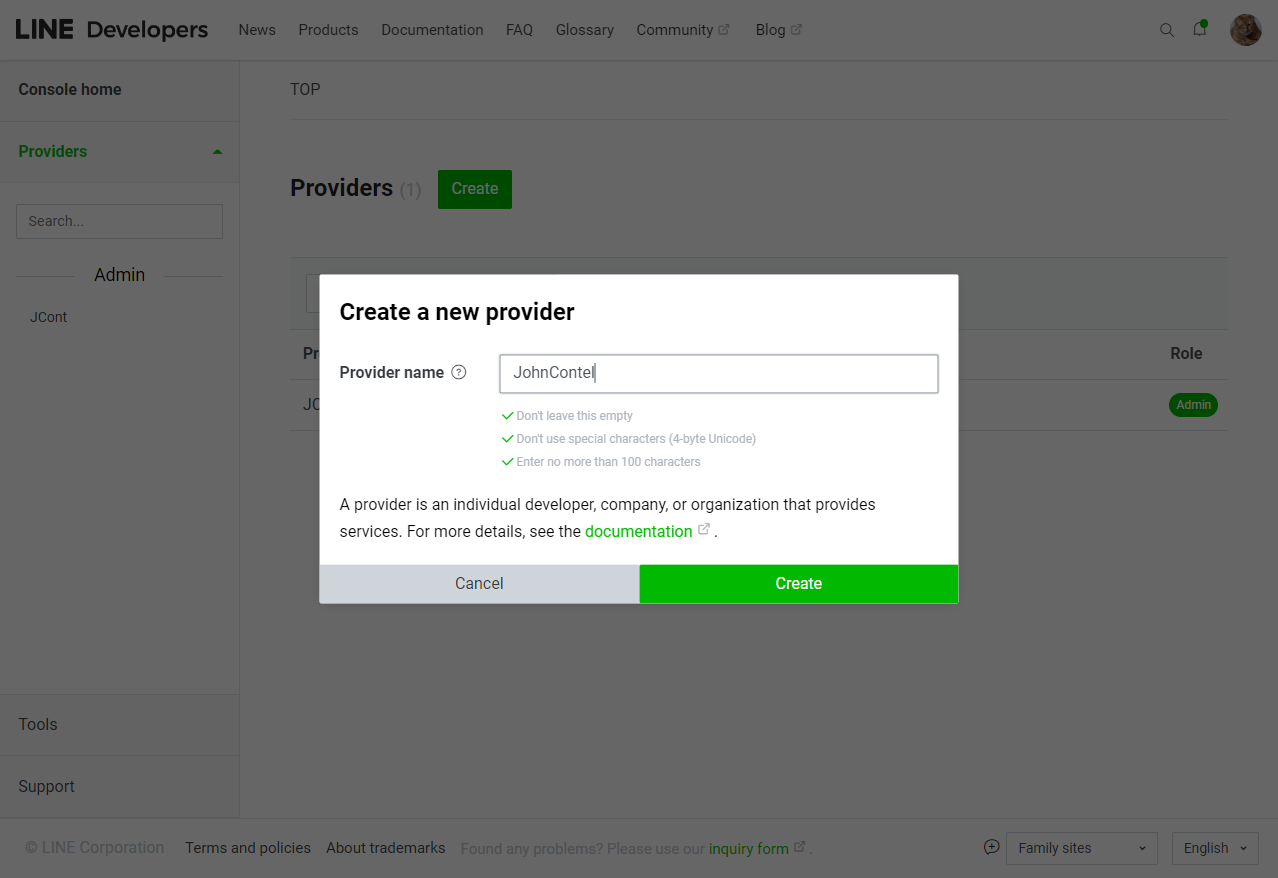 LINE Developers News Products Documentation FAQ Glossary Community Blog
Console home
TOP
Providers
Providers (1) Create
Search...
Admin
JCont
Create a new provider
Provider name ? JohnContel
Don't leave this empty
Don't use special characters (4-byte Unicode)
Enter no more than 100 characters
A provider is an individual developer, company, or organization that provides
services. For more details, see the documentation .
Cancel Create
Role
Admin
Tools
Support
© LINE Corporation Terms and policies About trademarks Found any problems? Please use our inquiry form . Family sites English